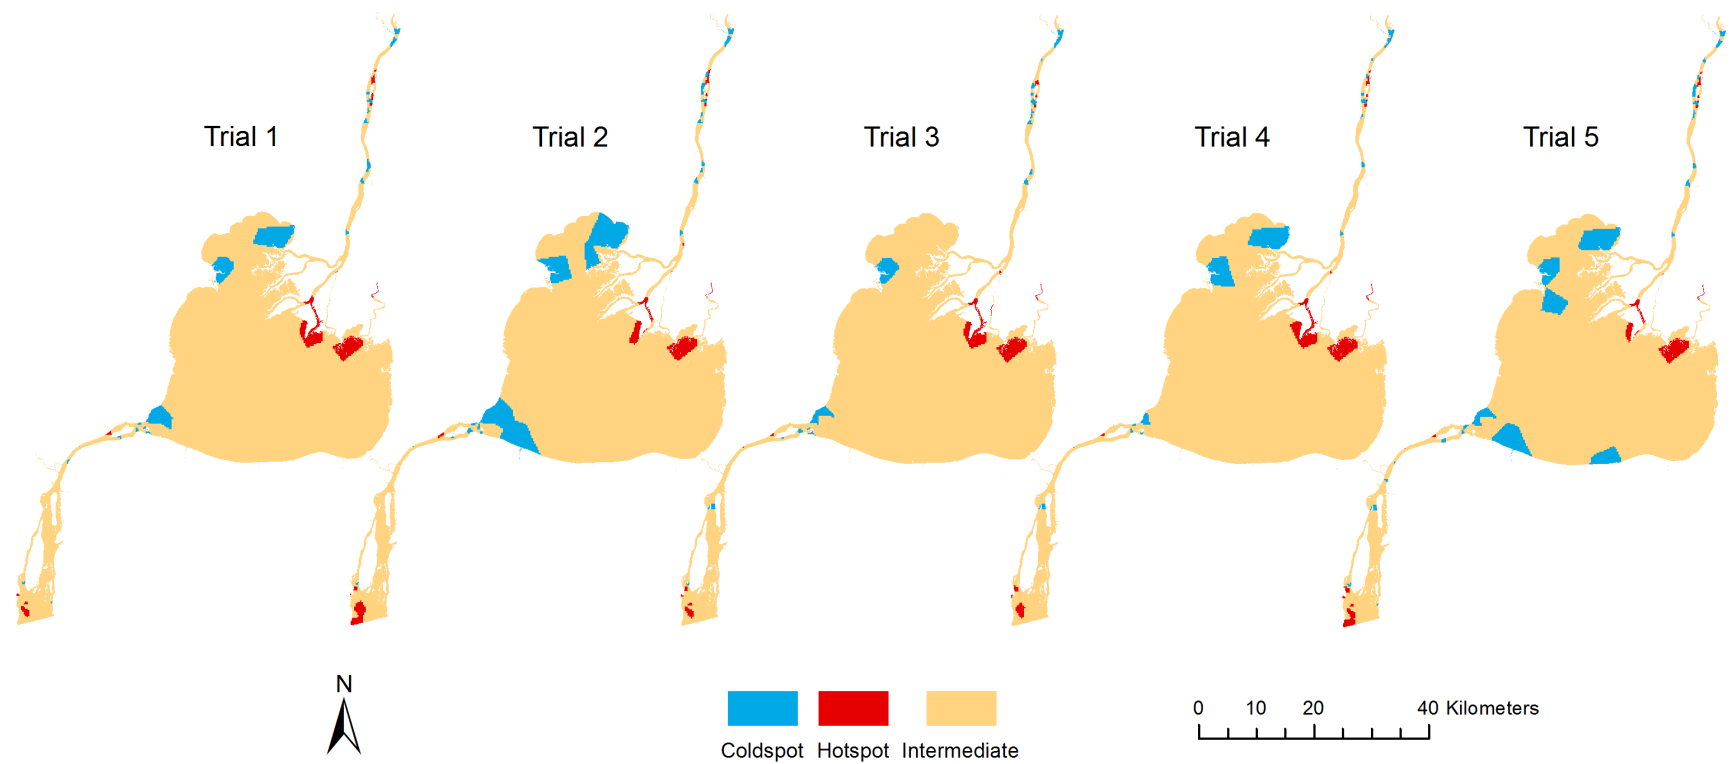 Trial 1
Trial 2
Trial 3
Trial 4
Trial 5
N
Coldspot Hotspot Intermediate
0 10 20 40 Kilometers